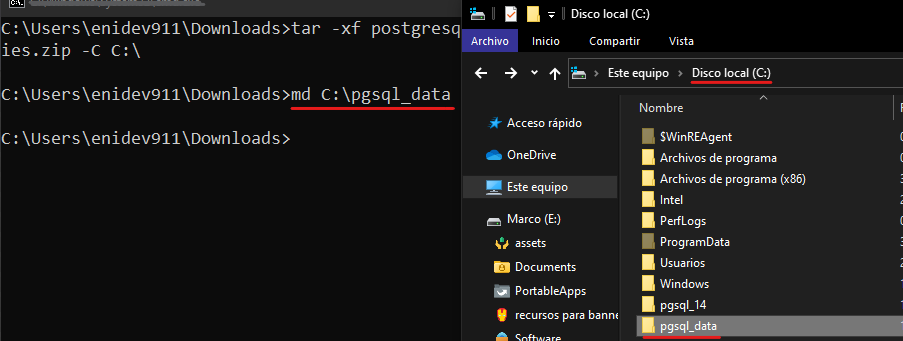 C:\Users\enidev911\Downloads>tar -xf postgresq
ies.zip -C C:\
C:\Users\enidev911\Downloads>md C:\pgsql_data
C:\Users\enidev911\Downloads>
Disco local (C:)
Archivo Inicio Compartir Vista
Este equipo Disco local (C:)
Nombre
Acceso rápido
OneDrive
Este equipo
Marco (E:)
assets
Documents
PortableApps
recursos para banne
Software
$WinREAgent
Archivos de programa
Archivos de programa (x86)
Intel
PerfLogs
ProgramData
Usuarios
Windows
pgsql_14
pgsql_data